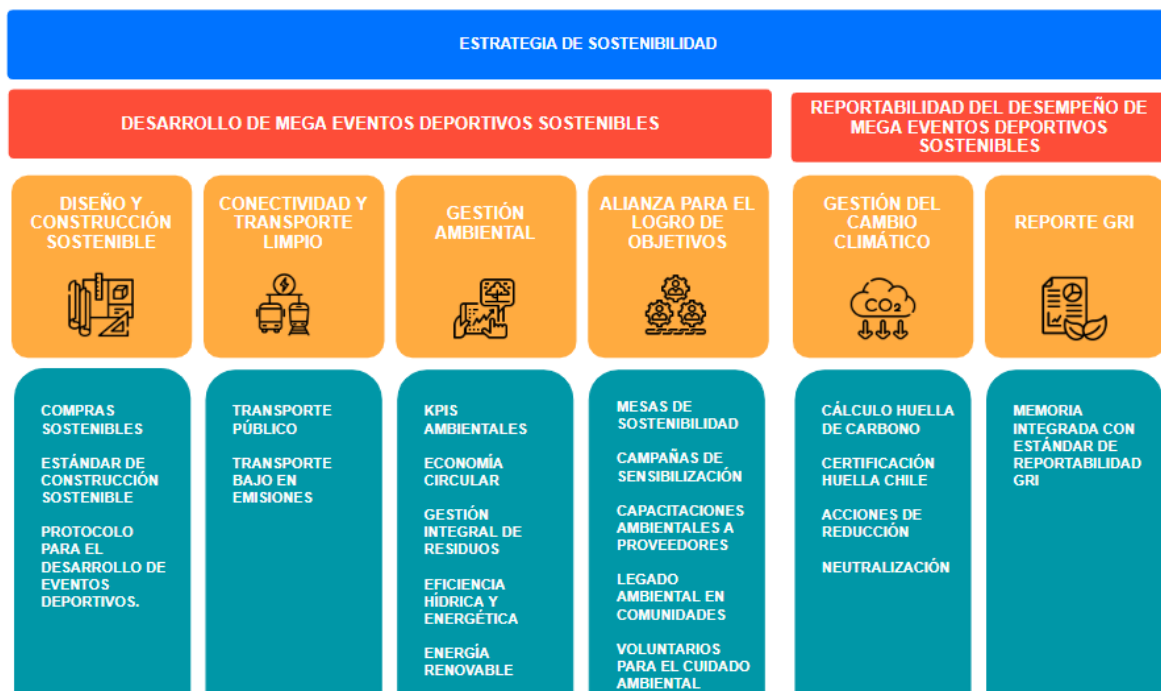 ESTRATEGIA DE SOSTENIBILIDAD
DESARROLLO DE MEGA EVENTOS DEPORTIVOS SOSTENIBLES
REPORTABILIDAD DEL DESEMPEÑO DE
MEGA EVENTOS DEPORTIVOS
SOSTENIBLES
DISEÑO Y
CONSTRUCCIÓN
SOSTENIBLE
CONECTIVIDAD Y
TRANSPORTE
LIMPIO
GESTIÓN
AMBIENTAL
ALIANZA PARA EL
LOGRO DE
OBJETIVOS
GESTIÓN DEL
CAMBIO
CLIMÁTICO
CO₂
REPORTE GRI
COMPRAS
SOSTENIBLES
ESTÁNDAR DE
CONSTRUCCIÓN
SOSTENIBLE
PROTOCOLO
PARA EL
DESARROLLO DE
EVENTOS
DEPORTIVOS.
TRANSPORTE
PÚBLICO
TRANSPORTE
BAJO EN
EMISIONES
KPIS
AMBIENTALES
ECONOMÍA
CIRCULAR
GESTIÓN
INTEGRAL DE
RESIDUOS
EFICIENCIA
HÍDRICA Y
ENERGÉTICA
ENERGÍA
RENOVABLE
MESAS DE
SOSTENIBILIDAD
CAMPAÑAS DE
SENSIBILIZACIÓN
CAPACITACIONES
AMBIENTALES A
PROVEEDORES
LEGADO
AMBIENTAL EN
COMUNIDADES
VOLUNTARIOS
PARA EL CUIDADO
AMBIENTAL
CÁLCULO HUELLA
DE CARBONO
CERTIFICACIÓN
HUELLA CHILE
ACCIONES DE
REDUCCIÓN
NEUTRALIZACIÓN
MEMORIA
INTEGRADA CON
ESTÁNDAR DE
REPORTABILIDAD
GRI